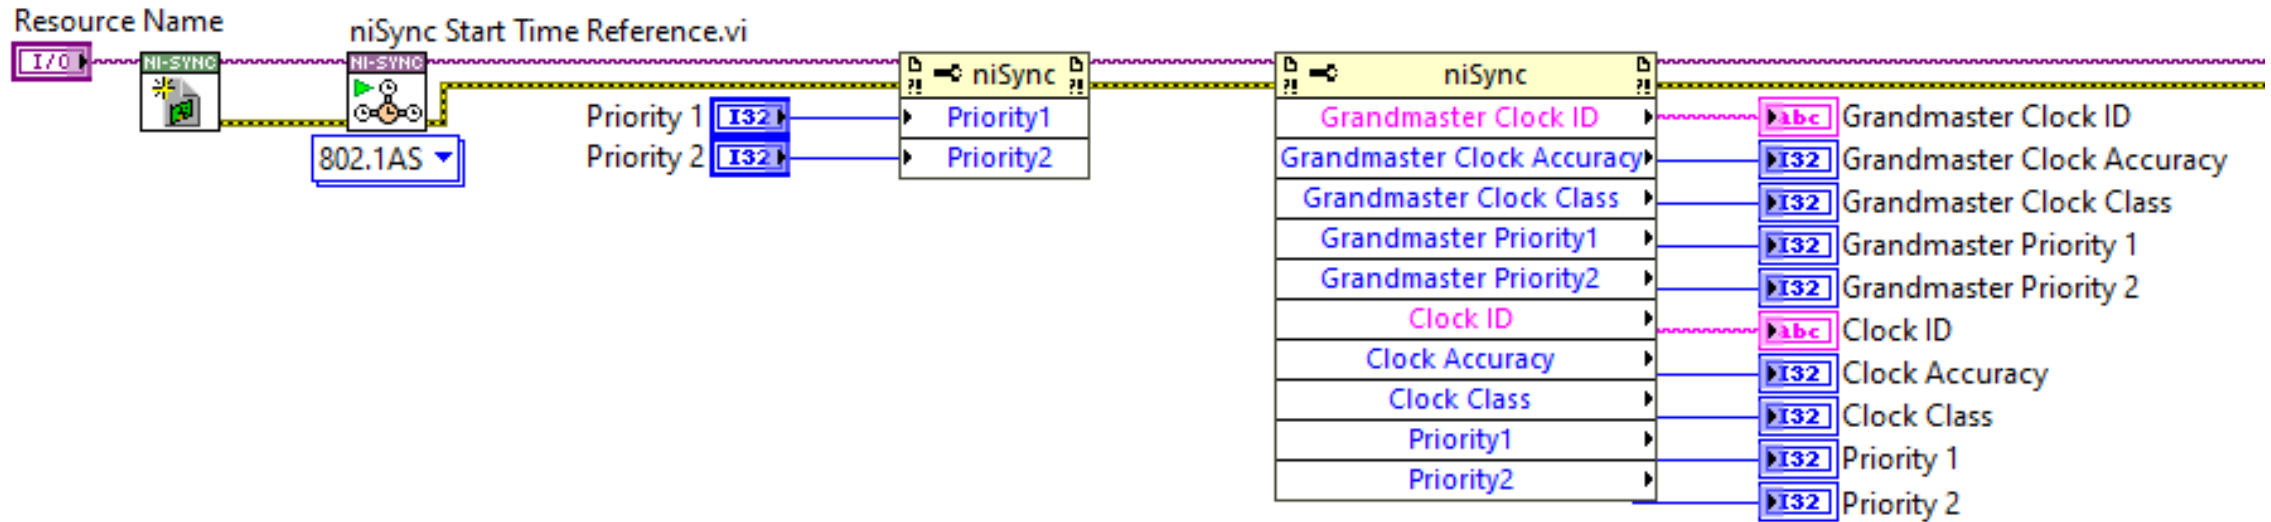 Resource Name
niSync Start Time Reference.vi
I/O
NI-SYNC
NI-SYNC
802.1AS
Priority 1 I32
Priority 2 I32
?! niSync ?!
Priority1
Priority2
?! niSync ?!
Grandmaster Clock ID
Grandmaster Clock Accuracy
Grandmaster Clock Class
Grandmaster Priority1
Grandmaster Priority2
Clock ID
Clock Accuracy
Clock Class
Priority1
Priority2
abc Grandmaster Clock ID
I32 Grandmaster Clock Accuracy
I32 Grandmaster Clock Class
I32 Grandmaster Priority 1
I32 Grandmaster Priority 2
abc Clock ID
I32 Clock Accuracy
I32 Clock Class
I32 Priority 1
I32 Priority 2